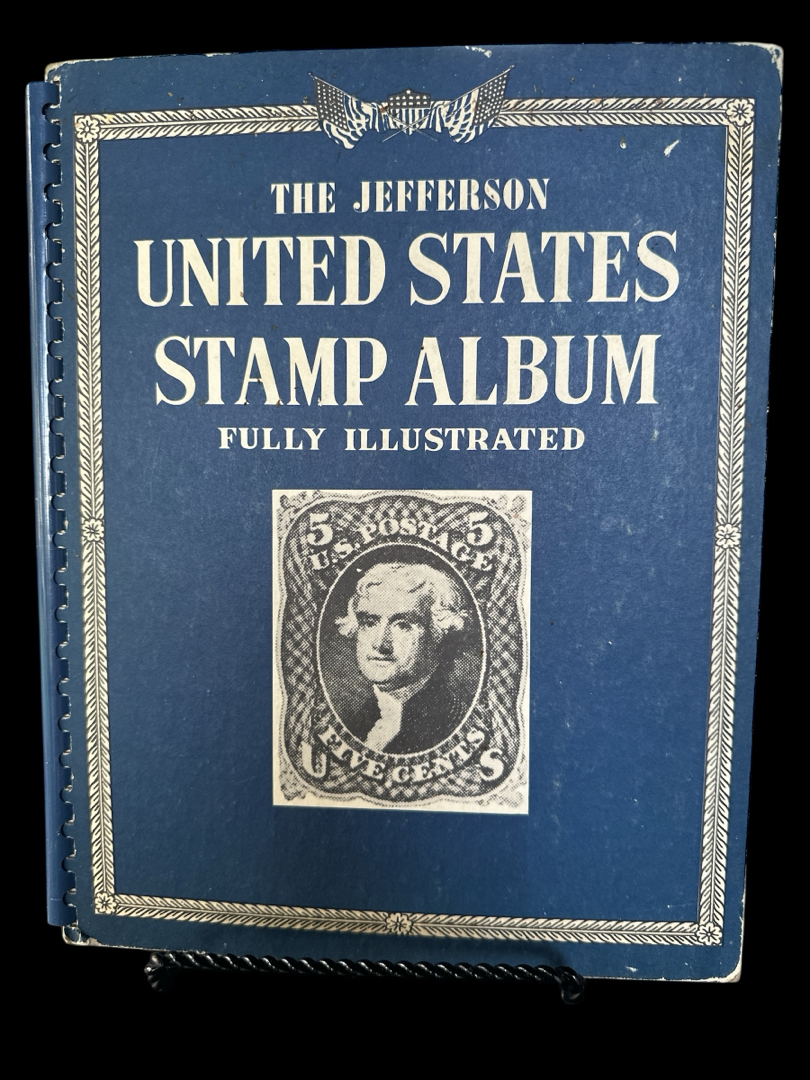 THE JEFFERSON
UNITED STATES
STAMP ALBUM
FULLY ILLUSTRATED
5 5
U.S. POSTAGE
FIVE CENTS
U S